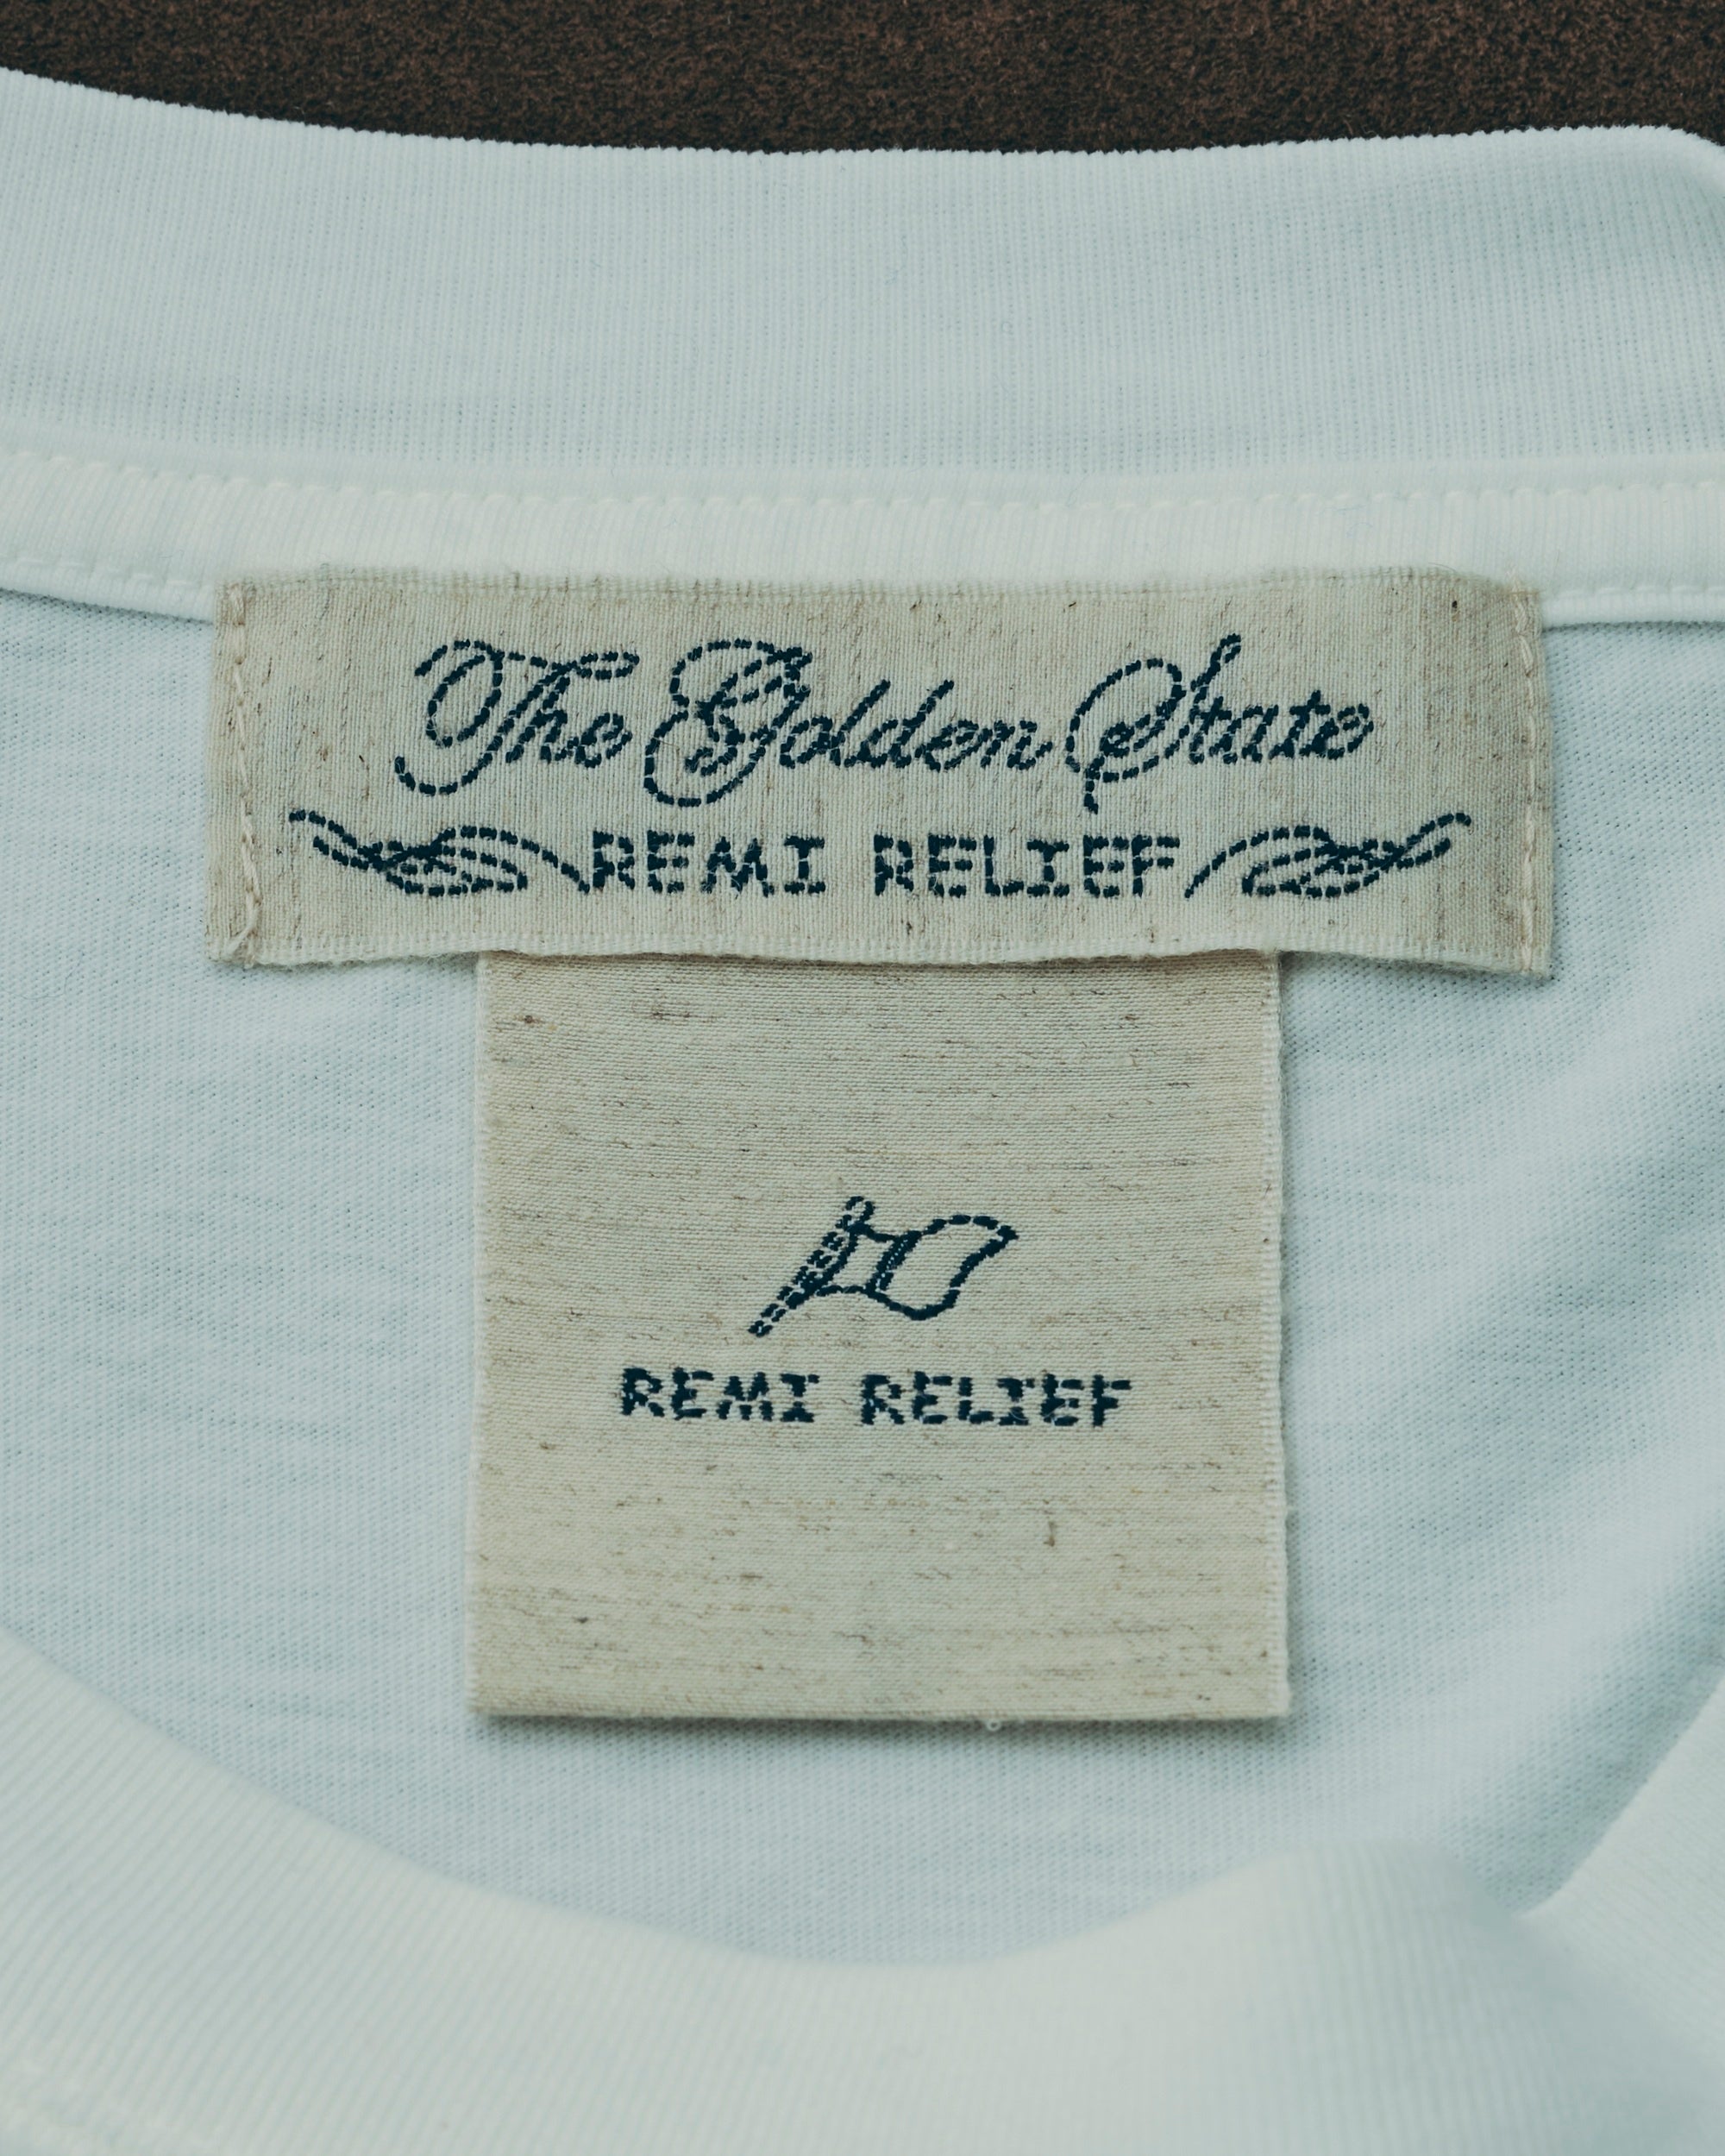 The Golden State
REMI RELIEF
REMI RELIEF